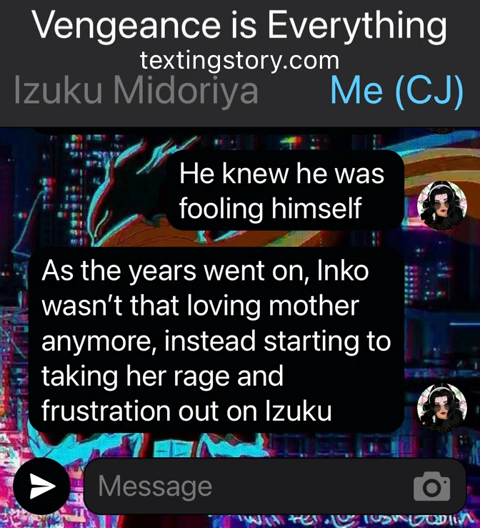 Vengeance is Everything
textingstory.com
Izuku Midoriya Me (CJ)
He knew he was
fooling himself
As the years went on, Inko
wasn’t that loving mother
anymore, instead starting to
taking her rage and
frustration out on Izuku
Message